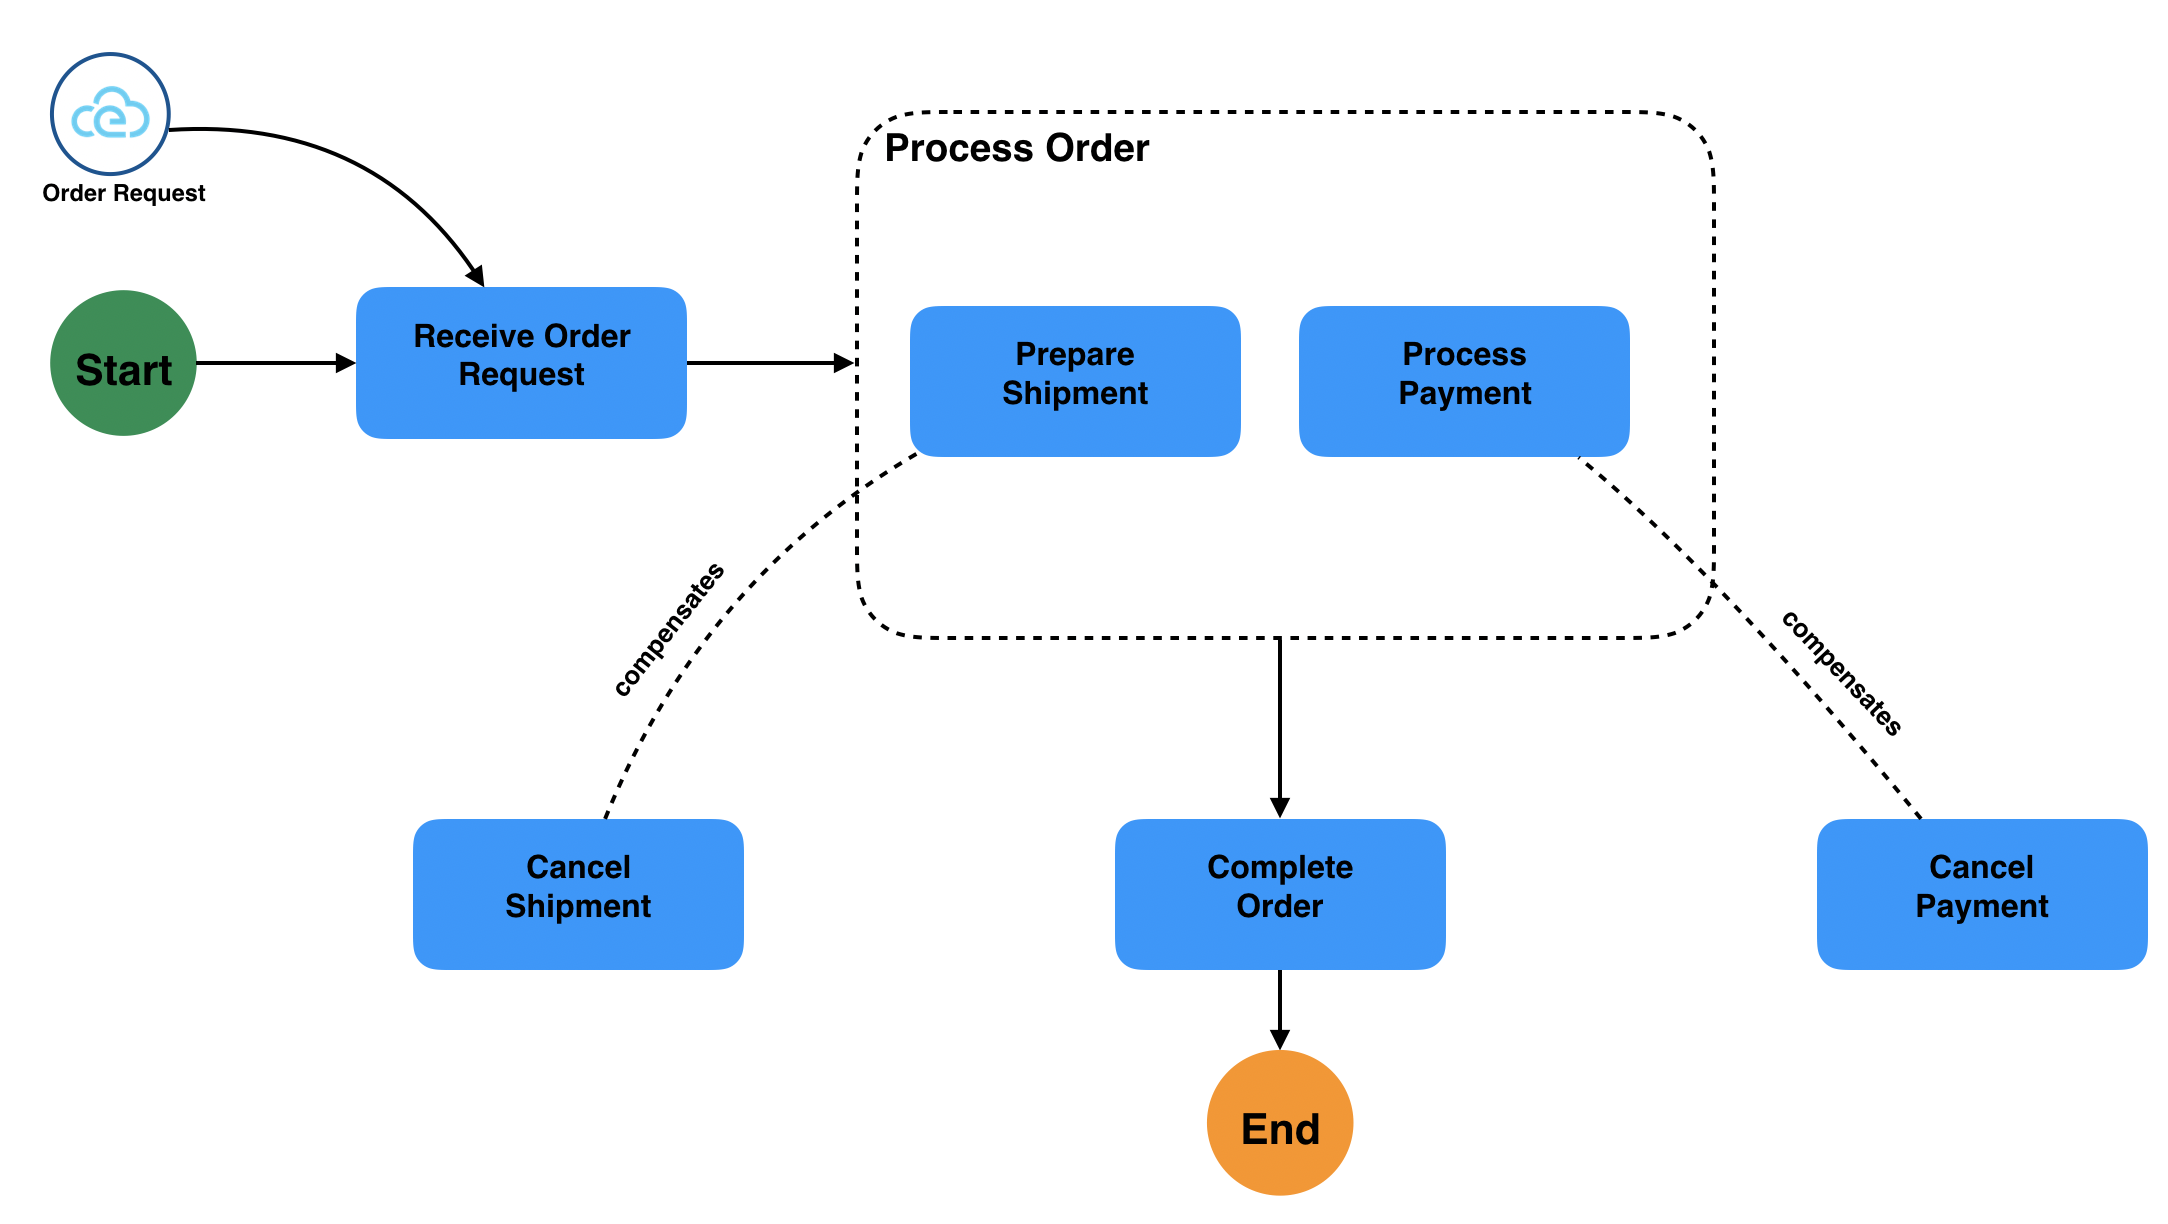 Order Request
Process Order
Start
Receive Order
Request
Prepare
Shipment
Process
Payment
compensates
compensates
Cancel
Shipment
Complete
Order
Cancel
Payment
End